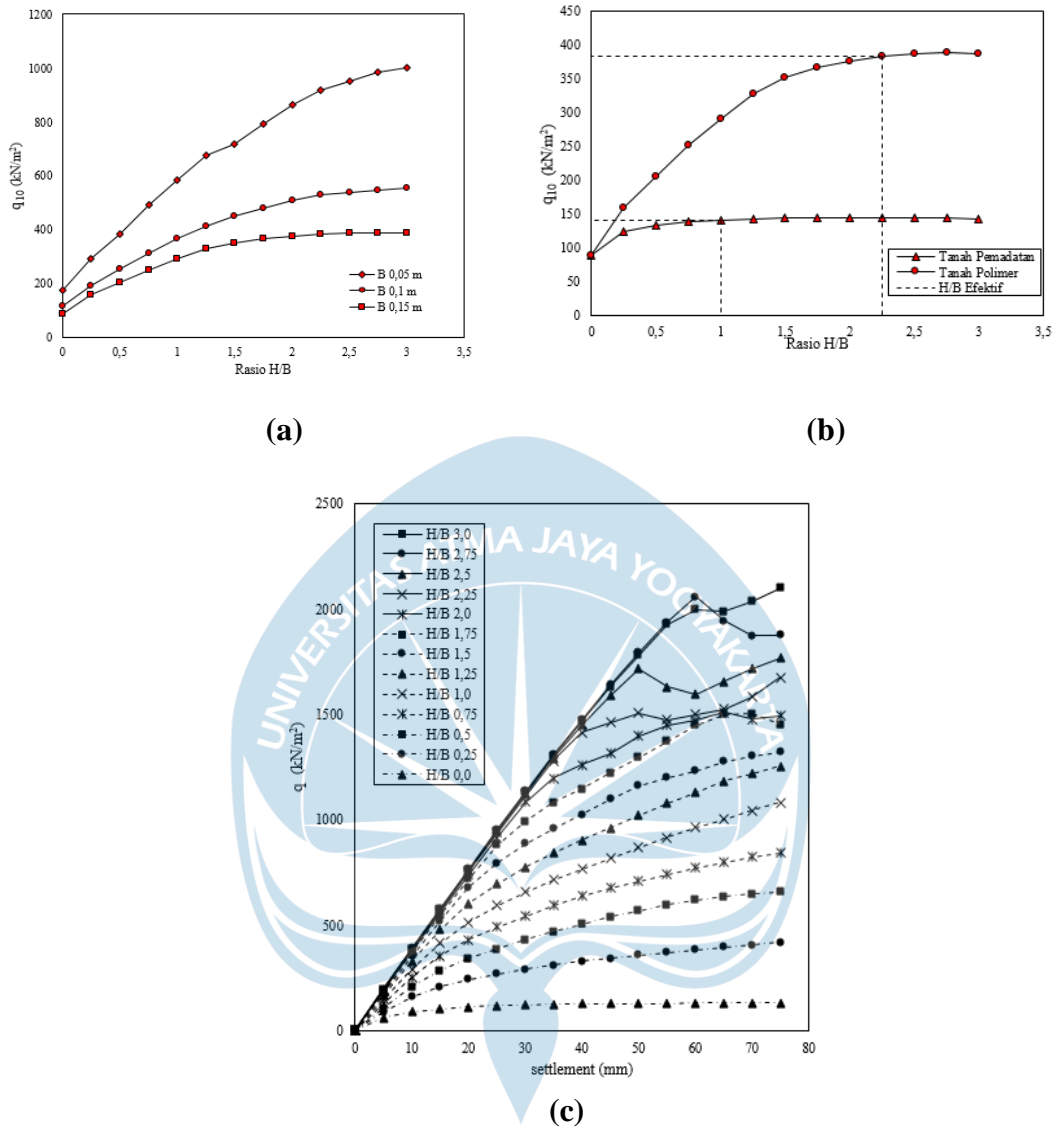 1200
1000
800
600
400
200
0
q10 (kN/m²)
0 0,5 1 1,5 2 2,5 3 3,5
Rasio H/B
B 0,05 m
B 0,1 m
B 0,15 m
(a)
450
400
350
300
250
200
150
100
50
0
q10 (kN/m²)
0 0,5 1 1,5 2 2,5 3 3,5
Rasio H/B
Tanah Pemadatan
Tanah Polimer
H/B Efektif
(b)
2500
2000
1500
1000
500
0
q (kN/m²)
H/B 3,0
H/B 2,75
H/B 2,5
H/B 2,25
H/B 2,0
H/B 1,75
H/B 1,5
H/B 1,25
H/B 1,0
H/B 0,75
H/B 0,5
H/B 0,25
H/B 0,0
0 10 20 30 40 50 60 70 80
settlement (mm)
UNIVERSITAS ATMA JAYA YOGYAKARTA
(c)